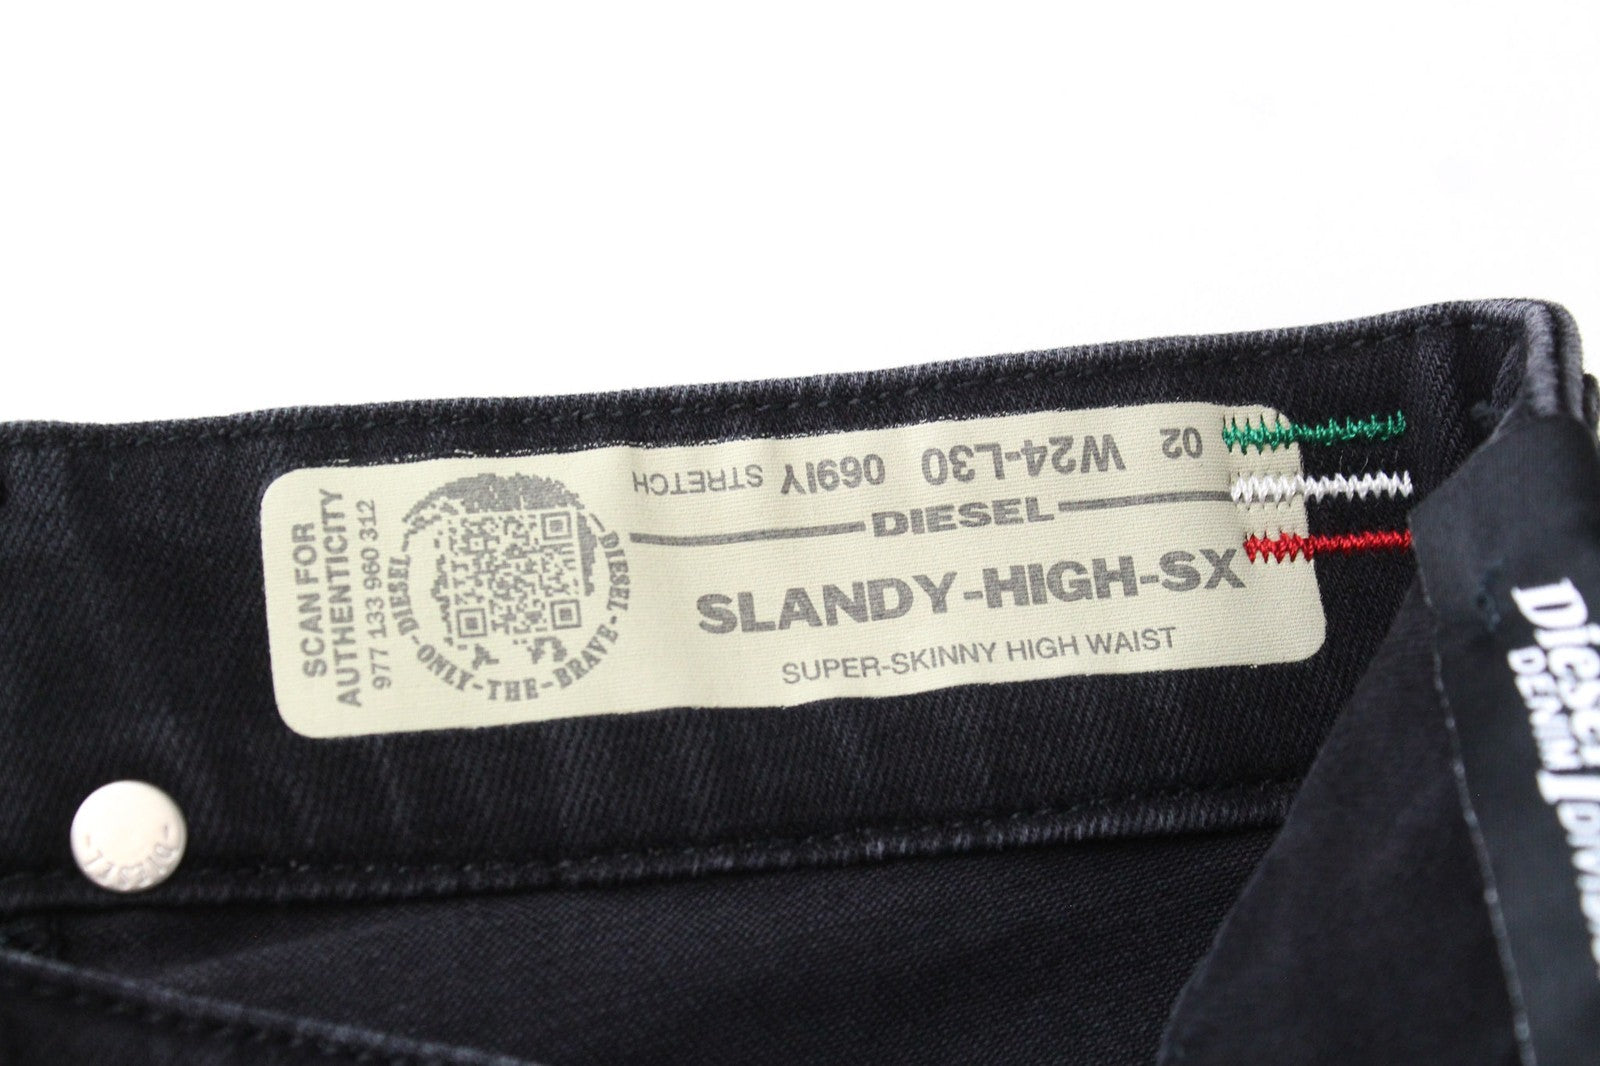 SCAN FOR
AUTHENTICITY
977 133 960 312
DIESEL-ONLY-THE-BRAVE-DIESEL
02 W24-L30 069IY STRETCH
DIESEL
SLANDY-HIGH-SX
SUPER-SKINNY HIGH WAIST
-DIESEL-
Diesel
DENIM